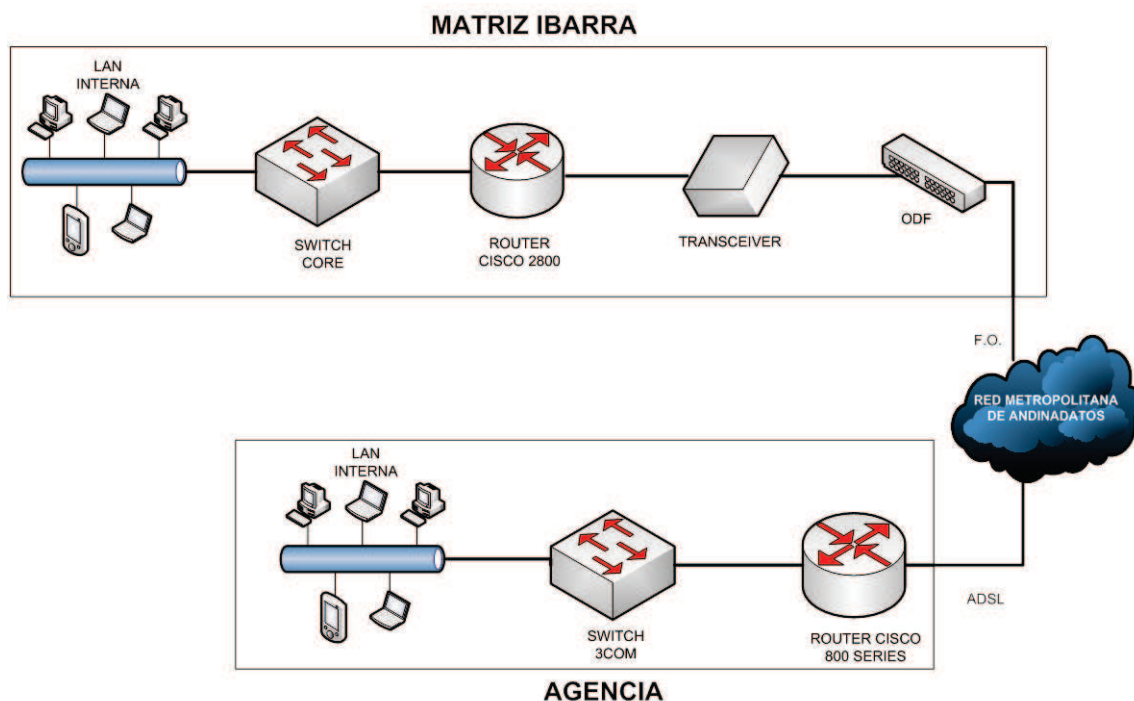 MATRIZ IBARRA
LAN
INTERNA
SWITCH
CORE
ROUTER
CISCO 2800
TRANSCEIVER
ODF
F.O.
RED METROPOLITANA
DE ANDINADATOS
LAN
INTERNA
SWITCH
3COM
ROUTER CISCO
800 SERIES
ADSL
AGENCIA